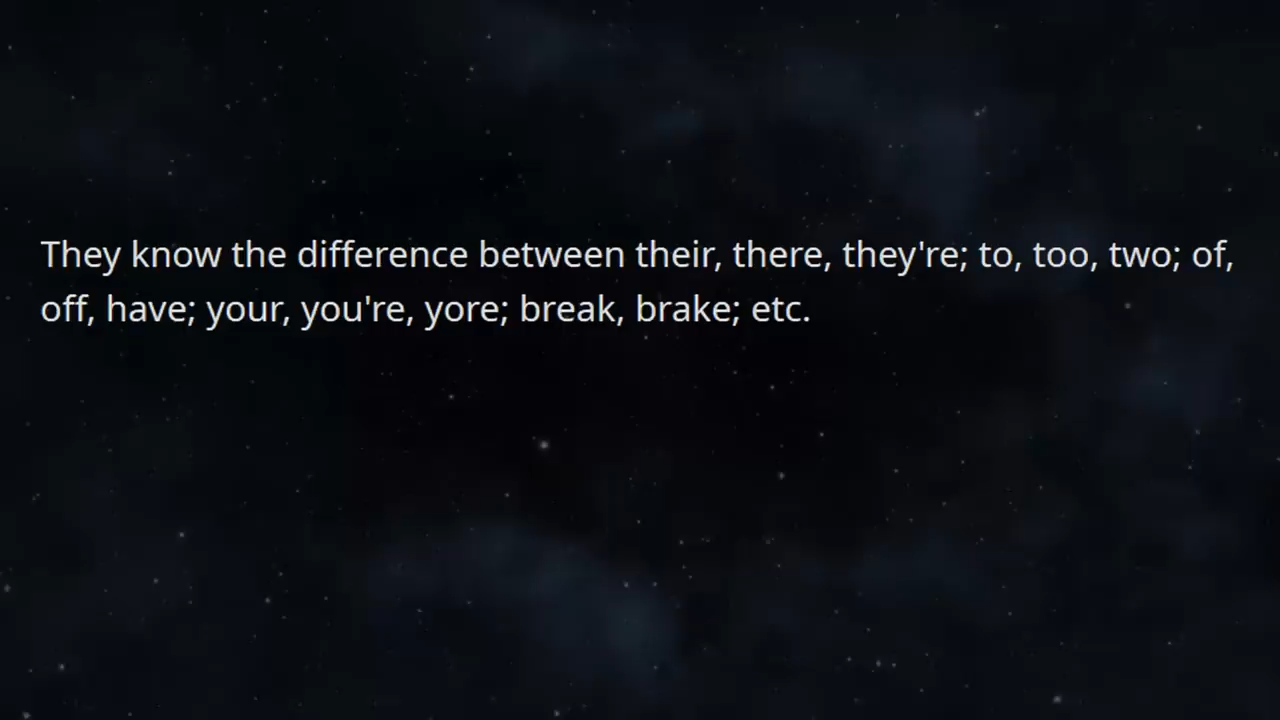 They know the difference between their, there, they're; to, too, two; of,
off, have; your, you're, yore; break, brake; etc.